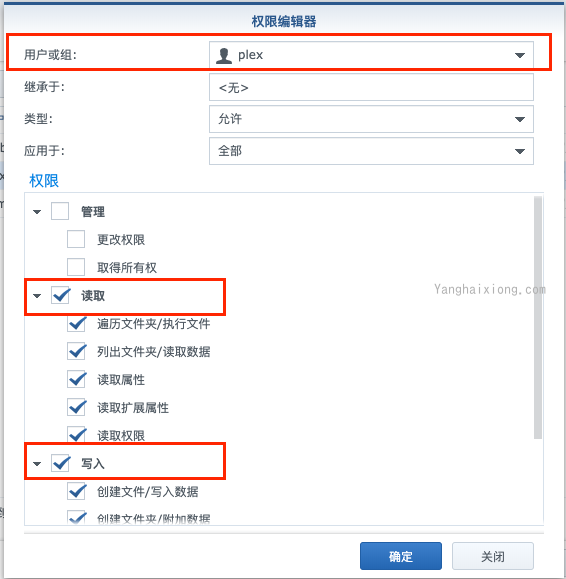 权限编辑器
用户或组: plex
继承于: <无>
类型: 允许
应用于: 全部
权限
管理
更改权限
取得所有权
读取
Yanghaixiong.com
遍历文件夹/执行文件
列出文件夹/读取数据
读取属性
读取扩展属性
读取权限
写入
创建文件/写入数据
创建文件夹/附加数据
确定 关闭